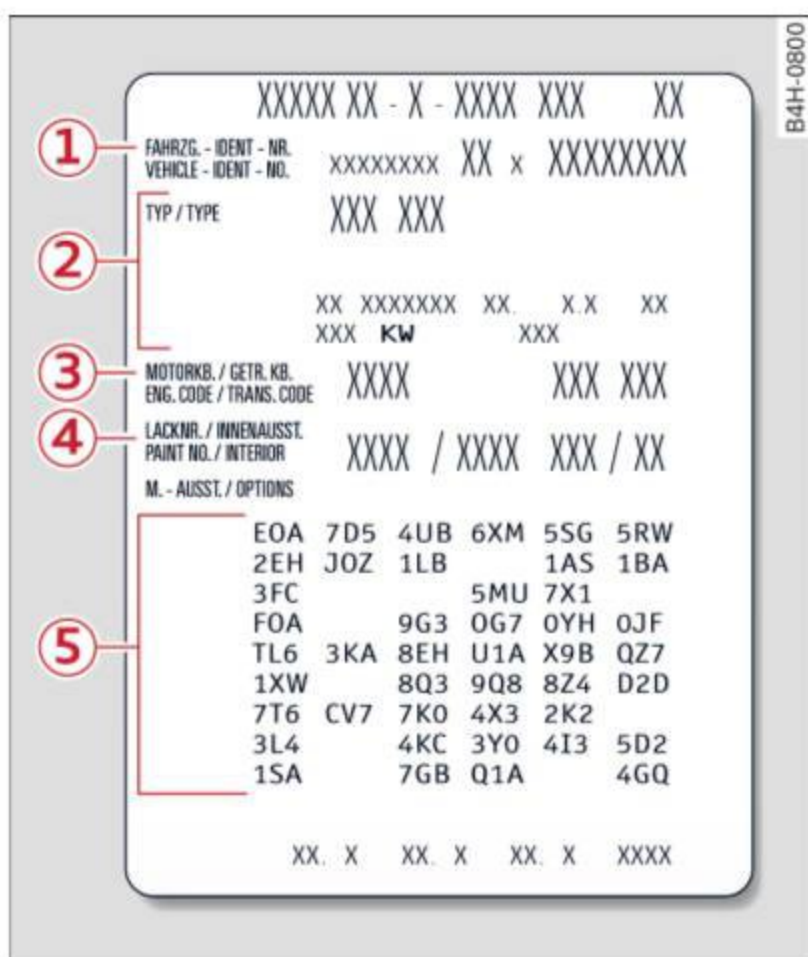 B4H-0800
XXXXX XX - X - XXXX XXX XX
1
FAHRZG. - IDENT - NR.
VEHICLE - IDENT - NO. XXXXXXXX XX X XXXXXXXX
2
TYP / TYPE XXX XXX
XX XXXXXXX XX. X.X XX
XXX KW XXX
3
MOTORKB. / GETR. KB.
ENG. CODE / TRANS. CODE XXXX XXX XXX
4
LACKNR. / INNENAUSST.
PAINT NO. / INTERIOR XXXX / XXXX XXX / XX
M. - AUSST. / OPTIONS
5
EOA 7D5 4UB 6XM 5SG 5RW
2EH JOZ 1LB 1AS 1BA
3FC 5MU 7X1
FOA 9G3 OG7 OYH OJF
TL6 3KA 8EH U1A X9B QZ7
1XW 8Q3 9Q8 8Z4 D2D
7T6 CV7 7K0 4X3 2K2
3L4 4KC 3Y0 4I3 5D2
1SA 7GB Q1A 4GQ
XX. X XX. X XX. X XXXX